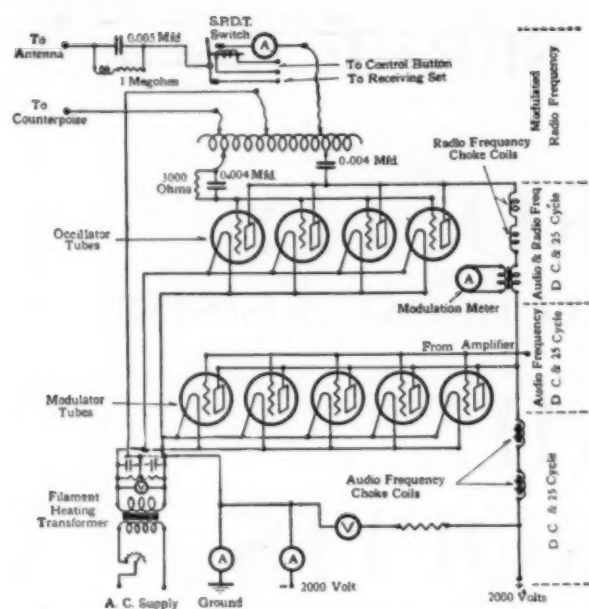 S.P.D.T.
Switch
To
Antenna
0.005 Mfd.
1 Megohm
A
To Control Button
To Receiving Set
To
Counterpoise
Modulated
Radio Frequency
Radio Frequency
Choke Coils
3000
Ohms
0.004 Mfd.
0.004 Mfd.
Occillator
Tubes
A
Modulation Meter
Audio & Radio Freq
D C. & 25 Cycle
From Amplifier
Audio Frequency
D C. & 25 Cycle
Modulator
Tubes
Audio Frequency
Choke Coils
D C & 25 Cycle
V
Filament
Heating
Transformer
V
A
A
2000 Volt
2000 Volts
A. C. Supply
Ground